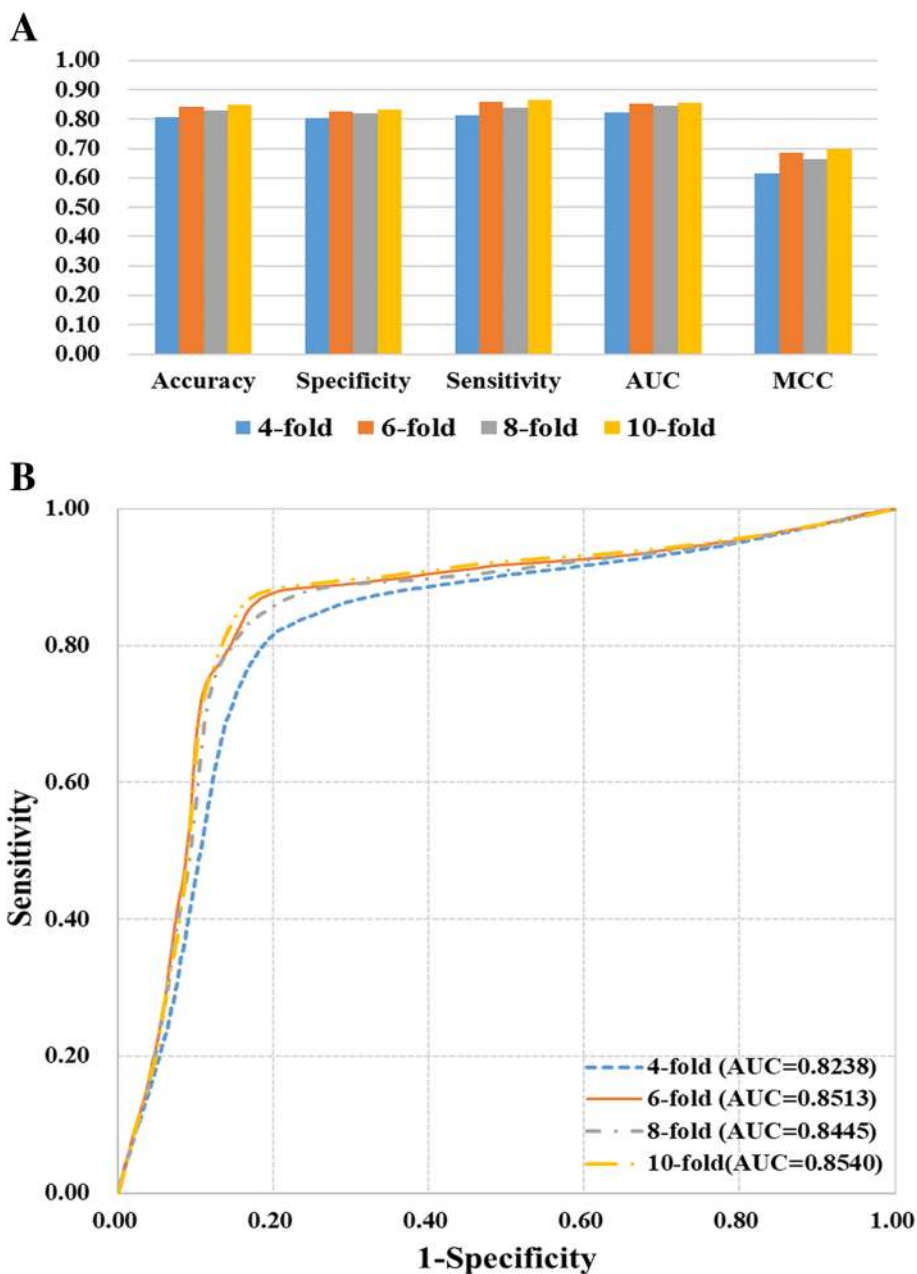 A
1.00
0.90
0.80
0.70
0.60
0.50
0.40
0.30
0.20
0.10
0.00
Accuracy Specificity Sensitivity AUC MCC
4-fold 6-fold 8-fold 10-fold
B
1.00
0.80
0.60
0.40
0.20
0.00
Sensitivity
4-fold (AUC=0.8238)
6-fold (AUC=0.8513)
8-fold (AUC=0.8445)
10-fold(AUC=0.8540)
0.00 0.20 0.40 0.60 0.80 1.00
1-Specificity